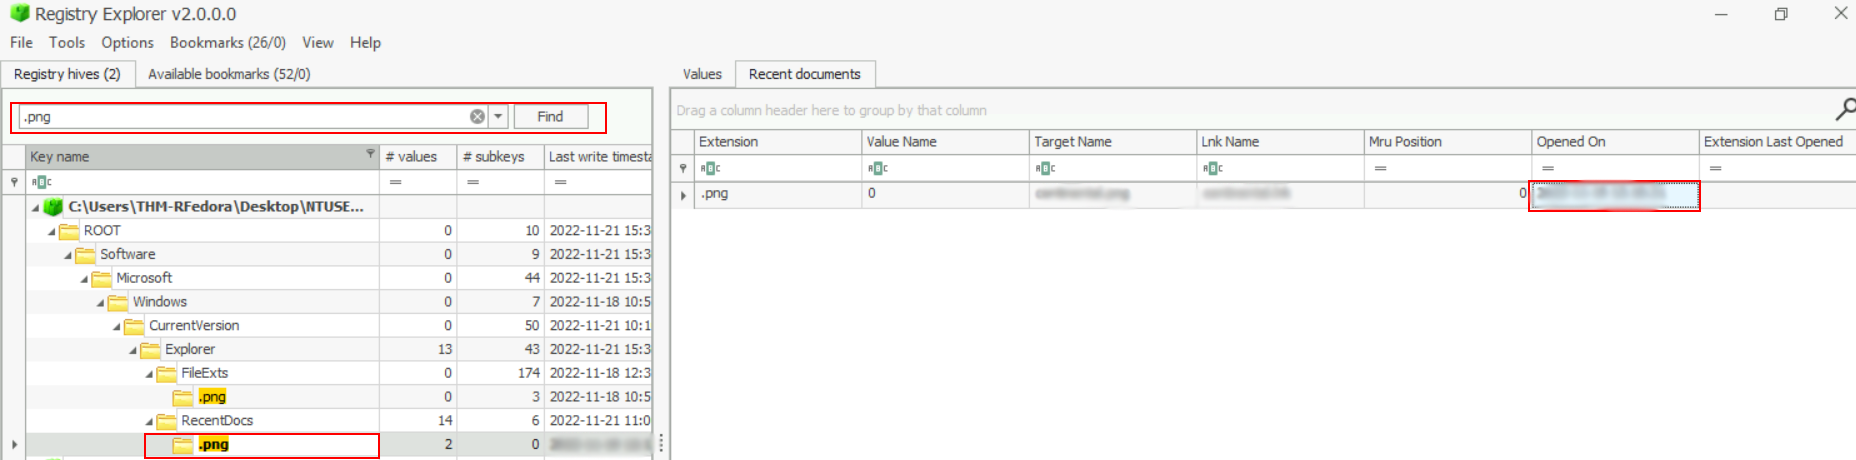 Registry Explorer v2.0.0.0
File Tools Options Bookmarks (26/0) View Help
Registry hives (2) Available bookmarks (52/0)
.png Find
Key name # values # subkeys Last write timesta
= = =
C:\Users\THM-RFedora\Desktop\NTUSE...
ROOT 0 10 2022-11-21 15:3
Software 0 9 2022-11-21 15:3
Microsoft 0 44 2022-11-21 15:3
Windows 0 7 2022-11-18 10:5
CurrentVersion 0 50 2022-11-21 10:1
Explorer 13 43 2022-11-21 15:3
FileExts 0 174 2022-11-18 12:3
.png 0 3 2022-11-18 10:5
RecentDocs 14 6 2022-11-21 11:0
.png 2 0
Values Recent documents
Drag a column header here to group by that column
Extension Value Name Target Name Lnk Name Mru Position Opened On Extension Last Opened
= = =
.png 0 0